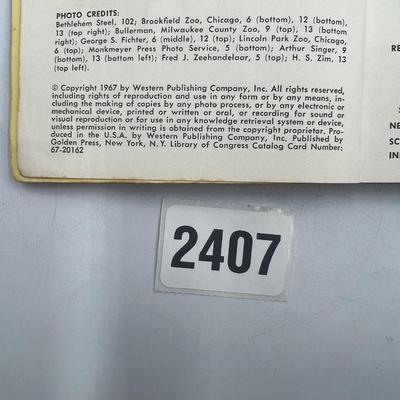 PHOTO CREDITS:
Bethlehem Steel, 102; Brookfield Zoo, Chicago, 6 (bottom), 12 (bottom),
13 (top right); Bullerman, Milwaukee County Zoo, 9 (top), 13 (bottom
right); George S. Fichter, 6 (middle), 12 (top); Lincoln Park Zoo, Chicago,
6 (top); Monkmeyer Press Photo Service, 5 (bottom); Arthur Singer, 9
(bottom), 13 (bottom left); Fred J. Zeehandelaar, 5 (top); H. S. Zim, 13
(top left).
© Copyright 1967 by Western Publishing Company, Inc. All rights reserved,
including rights of reproduction and use in any form or by any means, in-
cluding the making of copies by any photo process, or by any electronic or
mechanical device, printed or written or oral, or recording for sound or
visual reproduction or for use in any knowledge retrieval system or device,
unless permission in writing is obtained from the copyright proprietor. Pro-
duced in the U.S.A. by Western Publishing Company, Inc. Published by
Golden Press, New York, N.Y. Library of Congress Catalog Card Number:
67-20162
RE
S
NE
SC
IN
2407